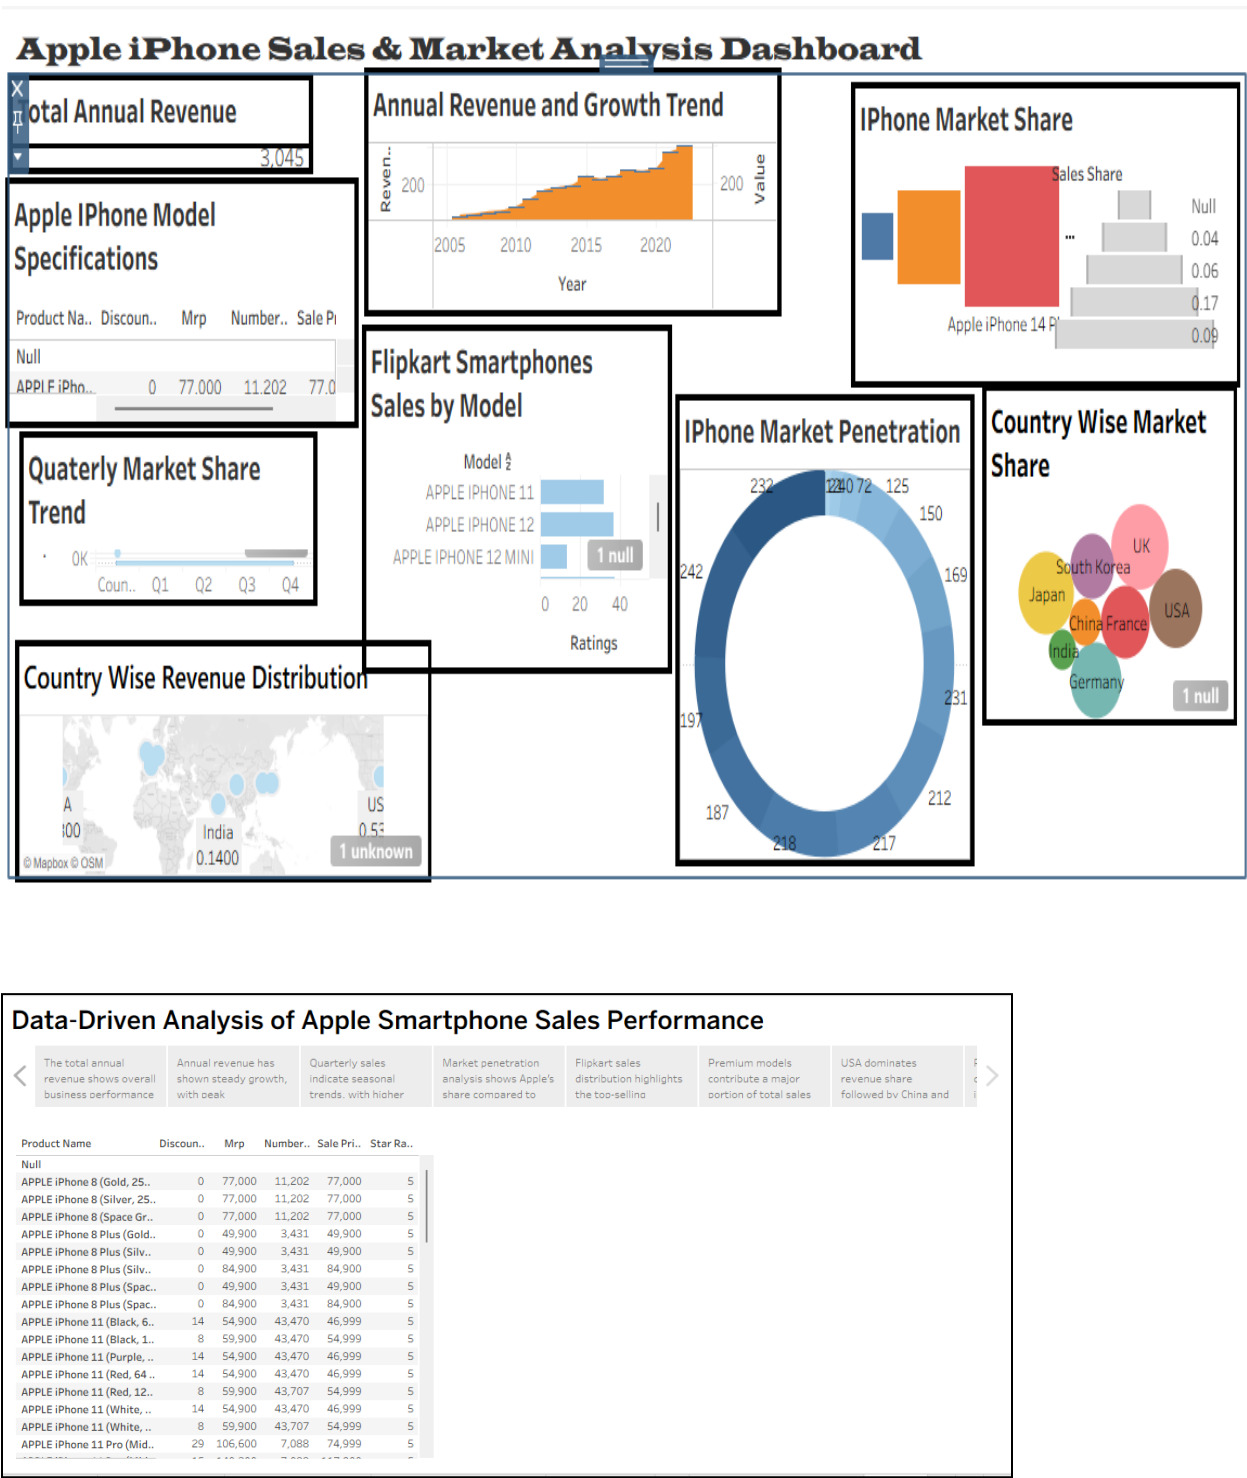 Apple iPhone Sales & Market Analysis Dashboard
Total Annual Revenue
3,045
Apple IPhone Model
Specifications
Product Na.. Discoun.. Mrp Number.. Sale Pr
Null
APPLE iPho.. 0 77,000 11,202 77,0
Quaterly Market Share
Trend
0K
Coun.. Q1 Q2 Q3 Q4
Country Wise Revenue Distribution
A
300
India
0.1400
US
0.53
1 unknown
© Mapbox © OSM
Annual Revenue and Growth Trend
Reven..
200
200
Value
2005 2010 2015 2020
Year
Flipkart Smartphones
Sales by Model
Model
APPLE IPHONE 11
APPLE IPHONE 12
APPLE IPHONE 12 MINI
1 null
0 20 40
Ratings
IPhone Market Share
Sales Share
Null
...
0.04
0.06
0.17
0.09
Apple iPhone 14 Pl
IPhone Market Penetration
232
72
125
150
169
231
212
217
218
187
197
242
Country Wise Market
Share
UK
South Korea
Japan
USA
China
France
India
Germany
1 null
Data-Driven Analysis of Apple Smartphone Sales Performance
The total annual
revenue shows overall
business performance
Annual revenue has
shown steady growth,
with peak
Quarterly sales
indicate seasonal
trends, with higher
Market penetration
analysis shows Apple's
share compared to
Flipkart sales
distribution highlights
the top-selling
Premium models
contribute a major
portion of total sales
USA dominates
revenue share
followed by China and
Product Name Discoun.. Mrp Number.. Sale Pri.. Star Ra..
Null
APPLE iPhone 8 (Gold, 25.. 0 77,000 11,202 77,000 5
APPLE iPhone 8 (Silver, 25.. 0 77,000 11,202 77,000 5
APPLE iPhone 8 (Space Gr.. 0 77,000 11,202 77,000 5
APPLE iPhone 8 Plus (Gold.. 0 49,900 3,431 49,900 5
APPLE iPhone 8 Plus (Silv.. 0 49,900 3,431 49,900 5
APPLE iPhone 8 Plus (Silv.. 0 84,900 3,431 84,900 5
APPLE iPhone 8 Plus (Spac.. 0 49,900 3,431 49,900 5
APPLE iPhone 8 Plus (Spac.. 0 84,900 3,431 84,900 5
APPLE iPhone 11 (Black, 6.. 14 54,900 43,470 46,999 5
APPLE iPhone 11 (Black, 1.. 8 59,900 43,470 54,999 5
APPLE iPhone 11 (Purple, .. 14 54,900 43,470 46,999 5
APPLE iPhone 11 (Red, 64 .. 14 54,900 43,470 46,999 5
APPLE iPhone 11 (Red, 12.. 8 59,900 43,707 54,999 5
APPLE iPhone 11 (White, .. 14 54,900 43,470 46,999 5
APPLE iPhone 11 (White, .. 8 59,900 43,707 54,999 5
APPLE iPhone 11 Pro (Mid.. 29 106,600 7,088 74,999 5